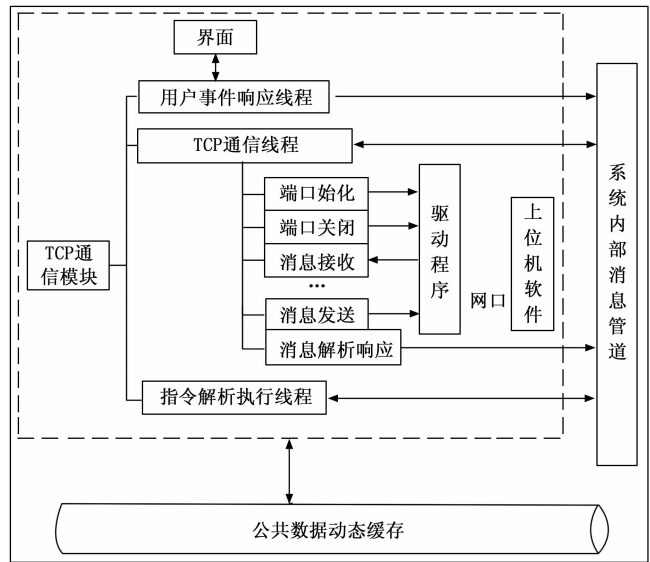 界面
用户事件响应线程
TCP通信线程
端口始化
端口关闭
消息接收
...
消息发送
消息解析响应
指令解析执行线程
TCP通
信模块
驱动程序
网口
上位机软件
系统内部消息管道
公共数据动态缓存